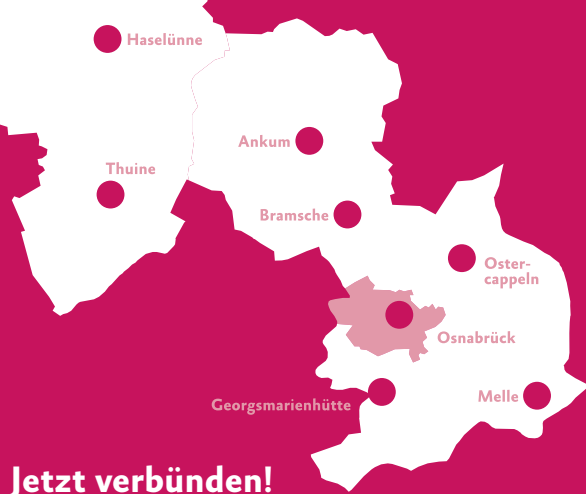 Haselünne
Ankum
Thuine
Bramsche
Oster-
cappeln
Osnabrück
Melle
Georgsmarienhütte
Jetzt verbünden!